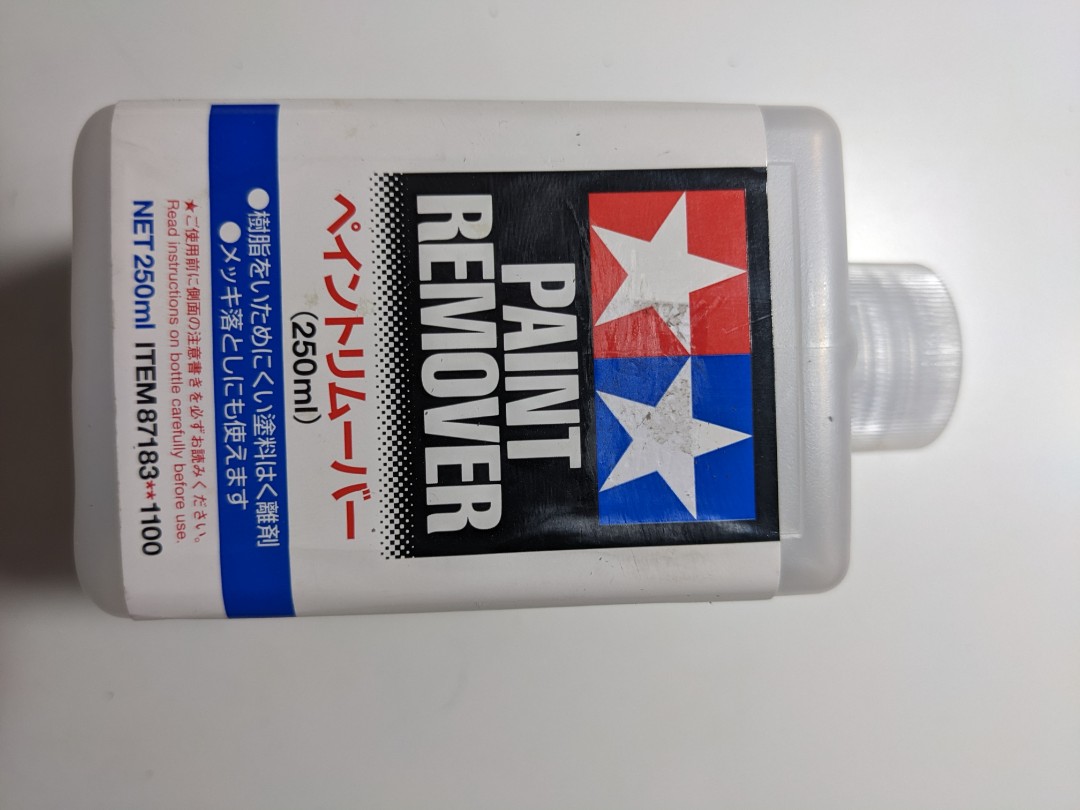 PAINT
REMOVER
ペイントリムーバー
(250ml)
●樹脂をいためにくい塗料はく離剤
●メッキ落としにも使えます
★ご使用前に側面の注意書きを必ずお読みください。
Read instructions on bottle carefully before use.
NET 250ml ITEM 87183★★1100